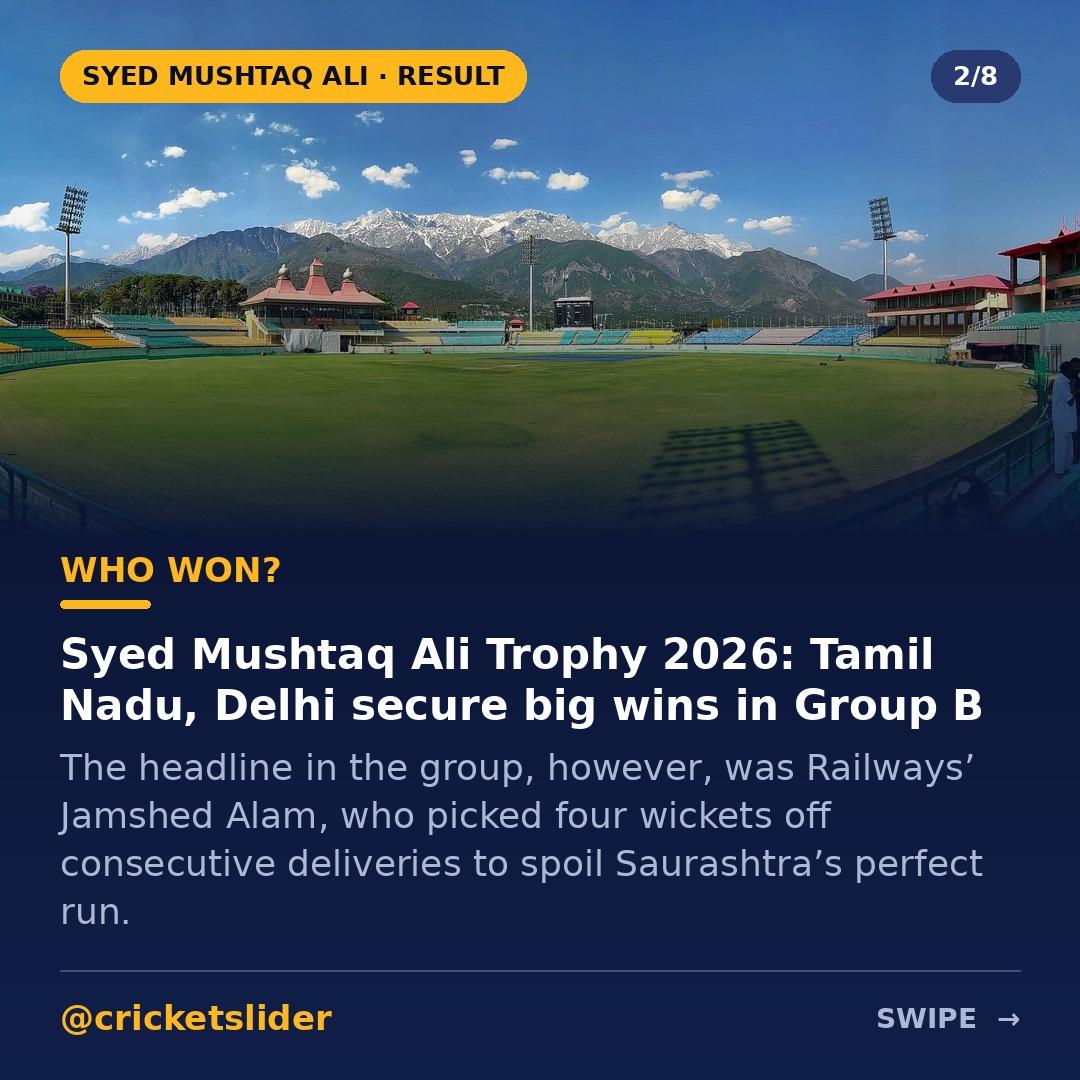 SYED MUSHTAQ ALI · RESULT
2/8
WHO WON?
Syed Mushtaq Ali Trophy 2026: Tamil
Nadu, Delhi secure big wins in Group B
The headline in the group, however, was Railways’
Jamshed Alam, who picked four wickets off
consecutive deliveries to spoil Saurashtra’s perfect
run.
@cricketslider
SWIPE →